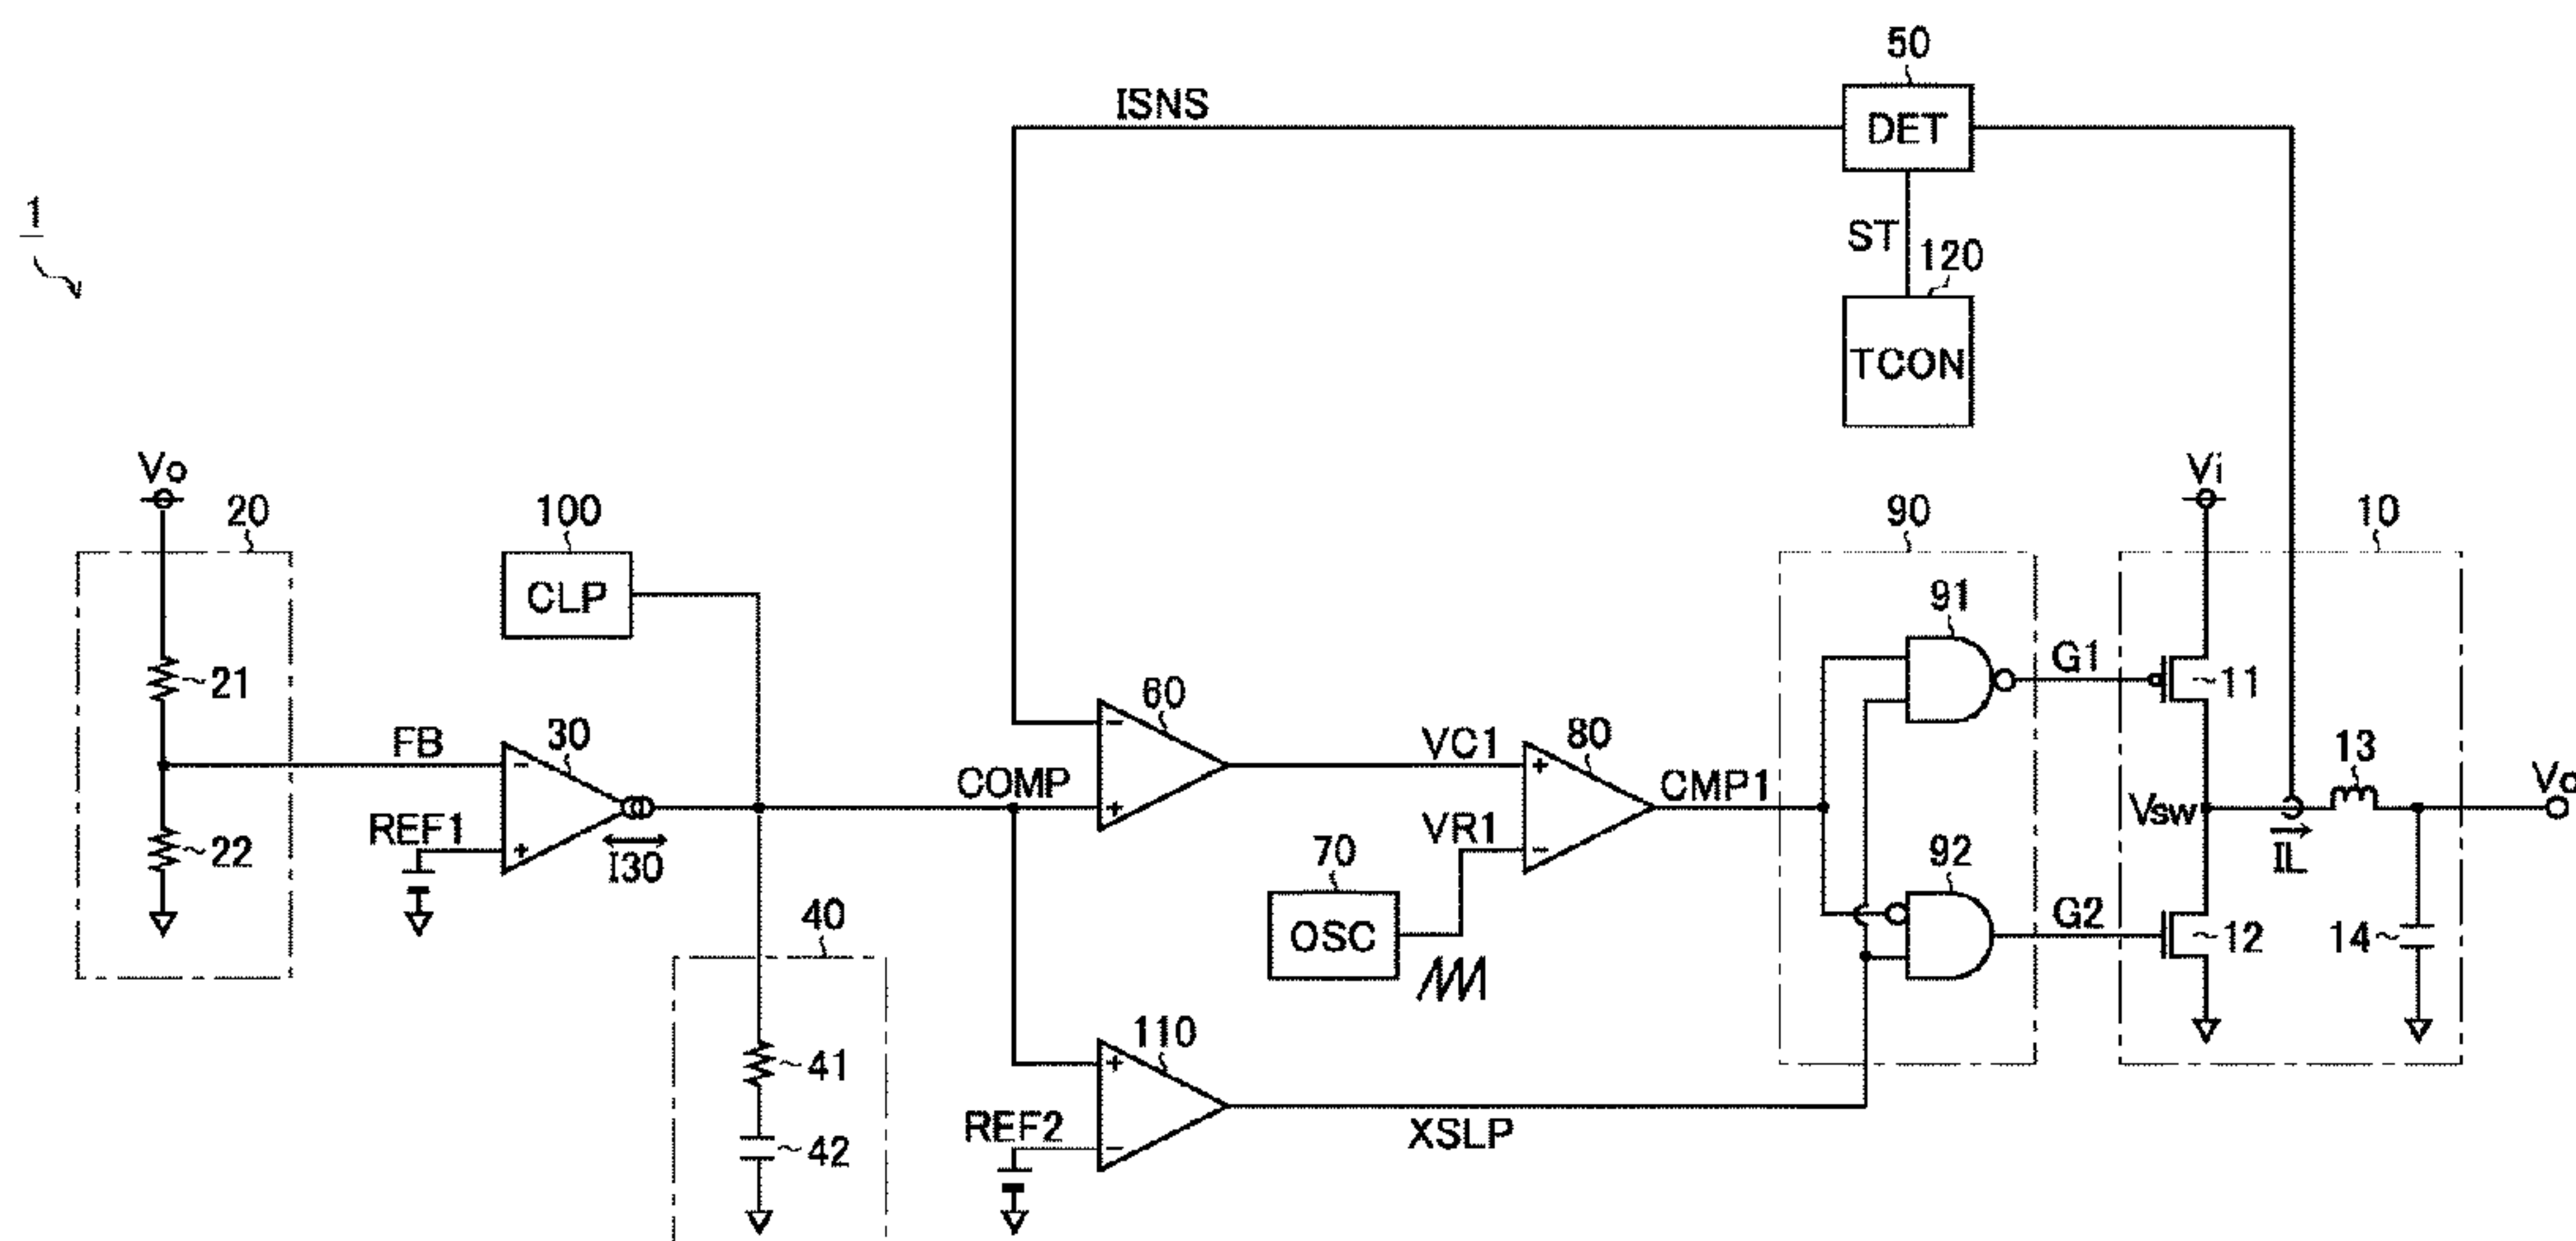 50
ISNS
DET
1
ST
120
TCON
Vo
20
100
CLP
Vi
90
10
91
21
G1
11
60
FB
30
VC1
80
13
COMP
CMP1
Vsw
REF1
I30
VR1
22
70
92
IL
40
OSC
G2
12
14
110
41
REF2
XSLP
42